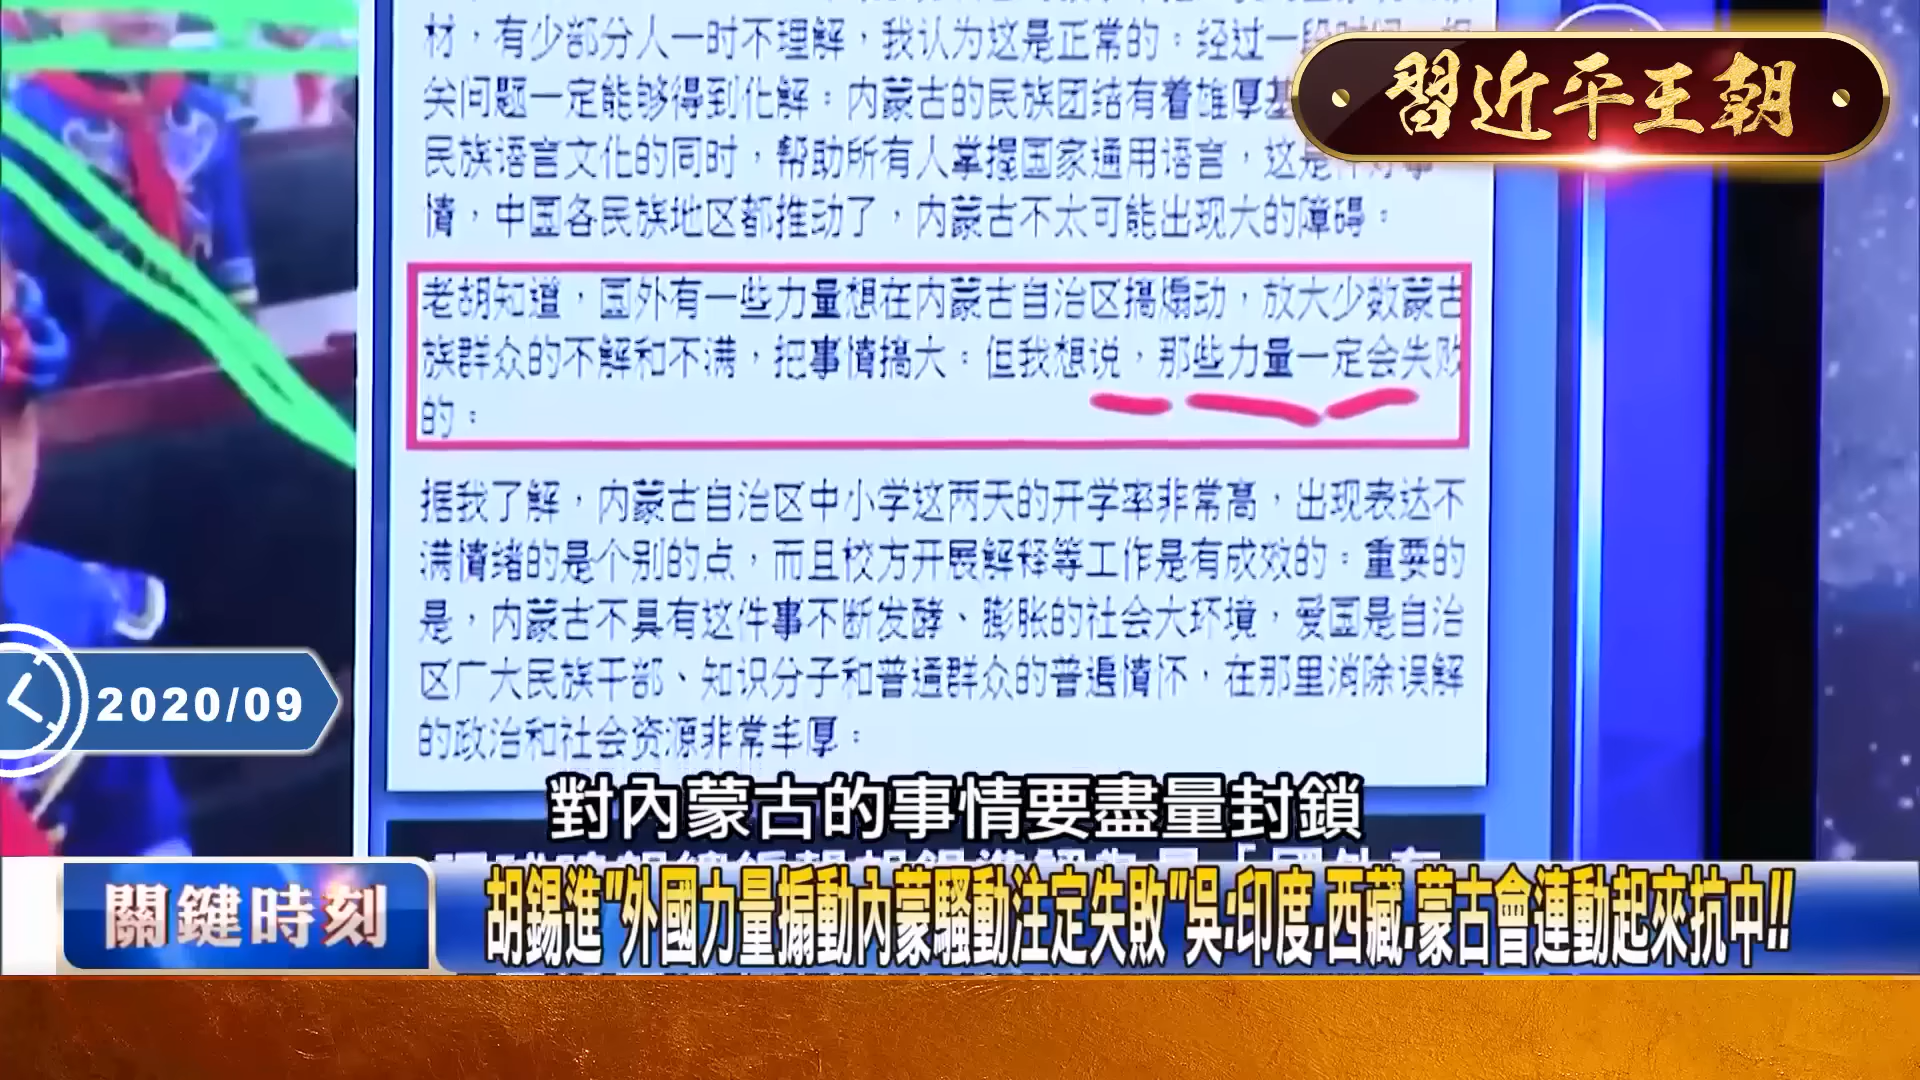 材，有少部分人一时不理解，我认为这是正常的。经过一段时间
习近平王朝
关问题一定能够得到化解。内蒙古的民族团结有着雄厚基
民族语言文化的同时，帮助所有人掌握国家通用语言，这是件好事
情，中国各民族地区都推动了，内蒙古不太可能出现大的障碍。
老胡知道，国外有一些力量想在内蒙古自治区搞煽动，放大少数蒙古
族群众的不解和不满，把事情搞大。但我想说，那些力量一定会失败
的。
据我了解，内蒙古自治区中小学这两天的开学率非常高，出现表达不
满情绪的是个别的点，而且校方开展解释等工作是有成效的。重要的
是，内蒙古不具有这件事不断发酵、膨胀的社会大环境，爱国是自治
区广大民族干部、知识分子和普通群众的普遍情怀，在那里消除误解
的政治和社会资源非常丰厚。
2020/09
對內蒙古的事情要盡量封鎖
關鍵時刻
胡錫進"外國力量搧動內蒙騷動注定失敗"吳:印度.西藏.蒙古會連動起來抗中!!